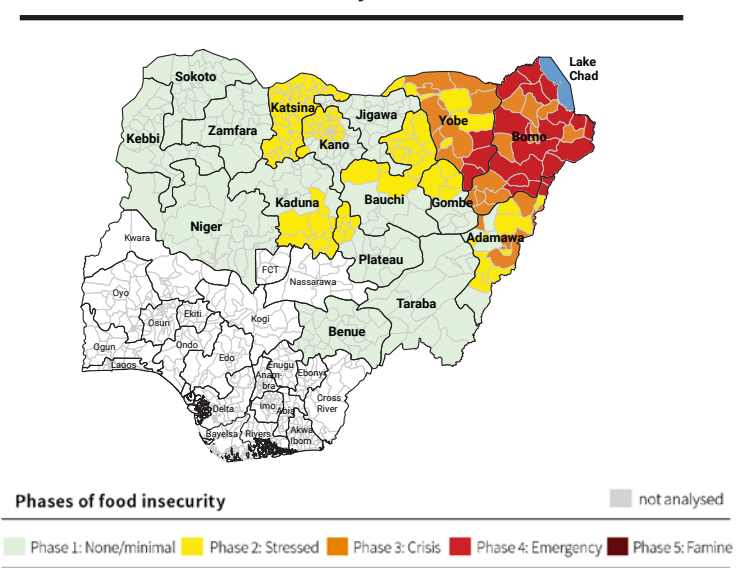 Lake
Chad
Sokoto
Katsina
Jigawa
Yobe
Borno
Zamfara
Kebbi
Kano
Kaduna
Bauchi
Gombe
Niger
Adamawa
Kwara
Plateau
FCT
Nassarawa
Oyo
Taraba
Ekiti
Osun
Kogi
Benue
Ogun
Ondo
Edo
Lagos
Enugu
Anam-
bra
Ebonyi
Cross
River
Imo
Abia
Delta
Akwa
Ibom
Bayelsa
Rivers
Phases of food insecurity
not analysed
Phase 1: None/minimal
Phase 2: Stressed
Phase 3: Crisis
Phase 4: Emergency
Phase 5: Famine